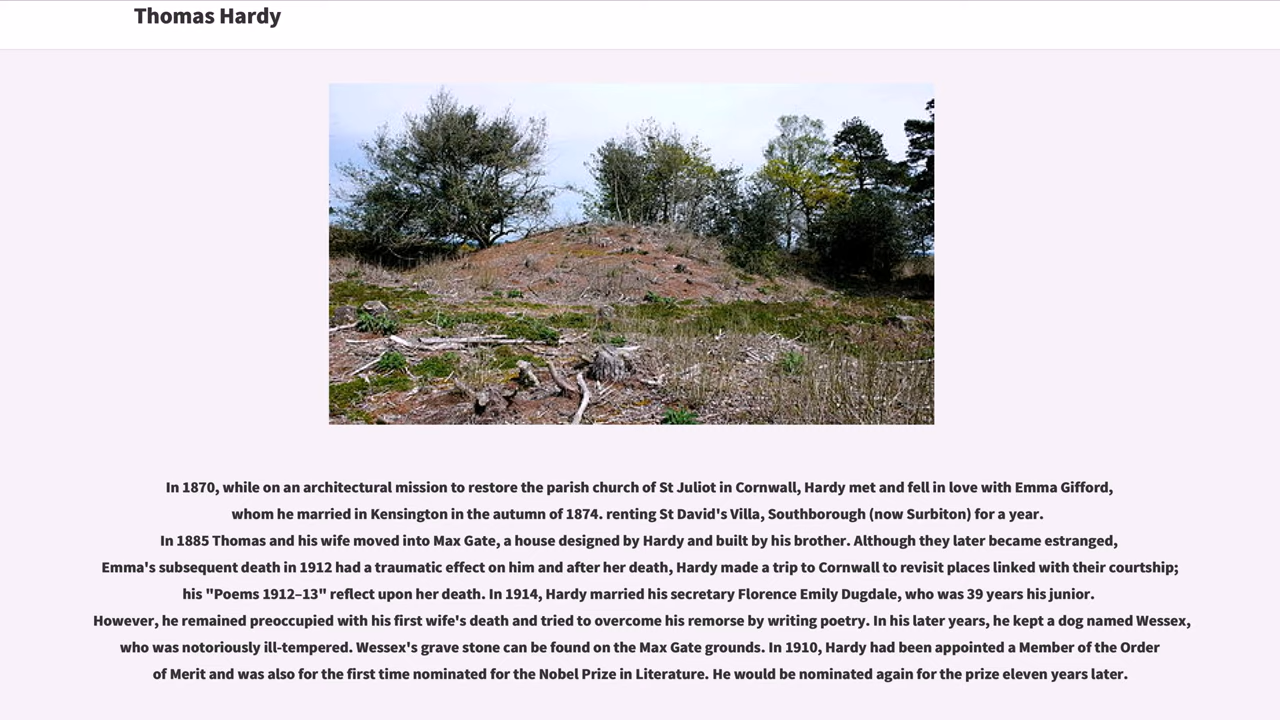 Thomas Hardy
In 1870, while on an architectural mission to restore the parish church of St Juliot in Cornwall, Hardy met and fell in love with Emma Gifford,
whom he married in Kensington in the autumn of 1874. renting St David's Villa, Southborough (now Surbiton) for a year.
In 1885 Thomas and his wife moved into Max Gate, a house designed by Hardy and built by his brother. Although they later became estranged,
Emma's subsequent death in 1912 had a traumatic effect on him and after her death, Hardy made a trip to Cornwall to revisit places linked with their courtship;
his "Poems 1912–13" reflect upon her death. In 1914, Hardy married his secretary Florence Emily Dugdale, who was 39 years his junior.
However, he remained preoccupied with his first wife's death and tried to overcome his remorse by writing poetry. In his later years, he kept a dog named Wessex,
who was notoriously ill-tempered. Wessex's grave stone can be found on the Max Gate grounds. In 1910, Hardy had been appointed a Member of the Order
of Merit and was also for the first time nominated for the Nobel Prize in Literature. He would be nominated again for the prize eleven years later.